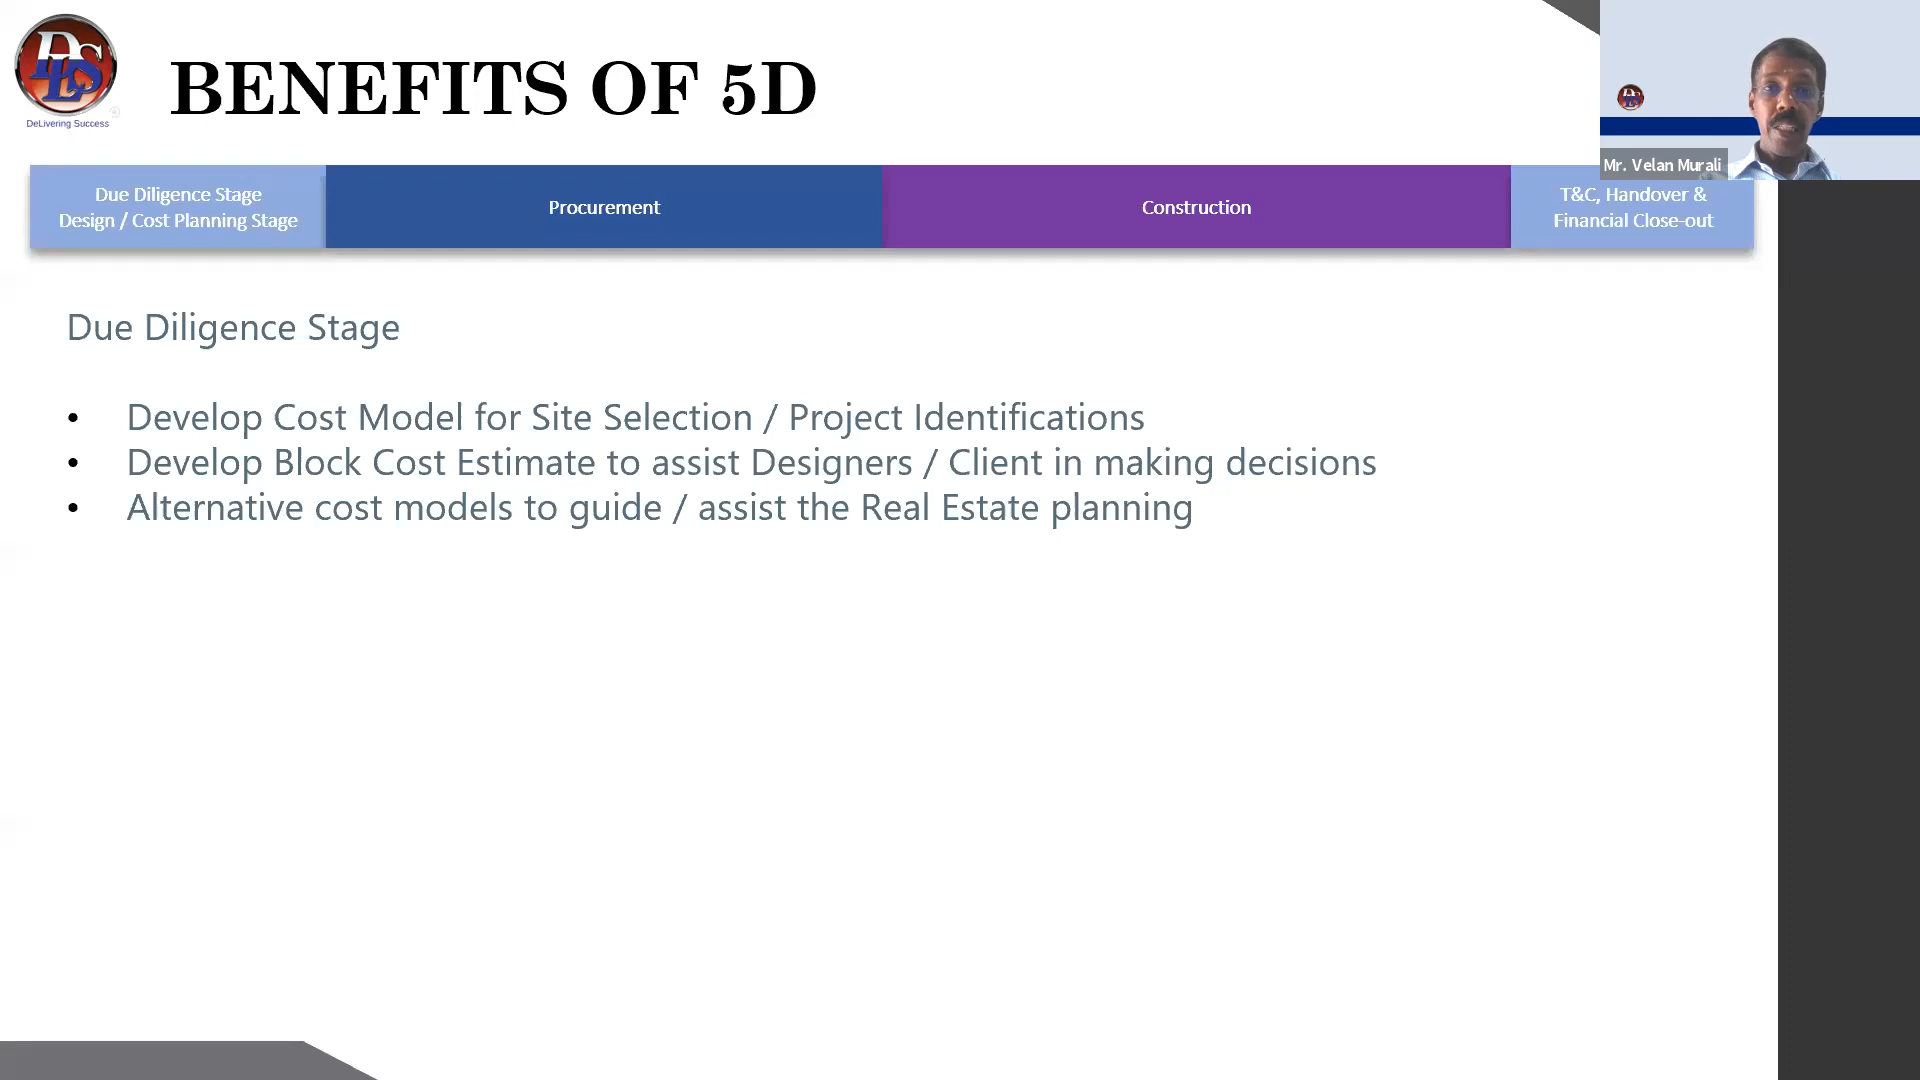 DLS
DeLivering Success
BENEFITS OF 5D
DLS
Mr. Velan Murali
Due Diligence Stage
Design / Cost Planning Stage
Procurement
Construction
T&C, Handover &
Financial Close-out
Due Diligence Stage
• Develop Cost Model for Site Selection / Project Identifications
• Develop Block Cost Estimate to assist Designers / Client in making decisions
• Alternative cost models to guide / assist the Real Estate planning